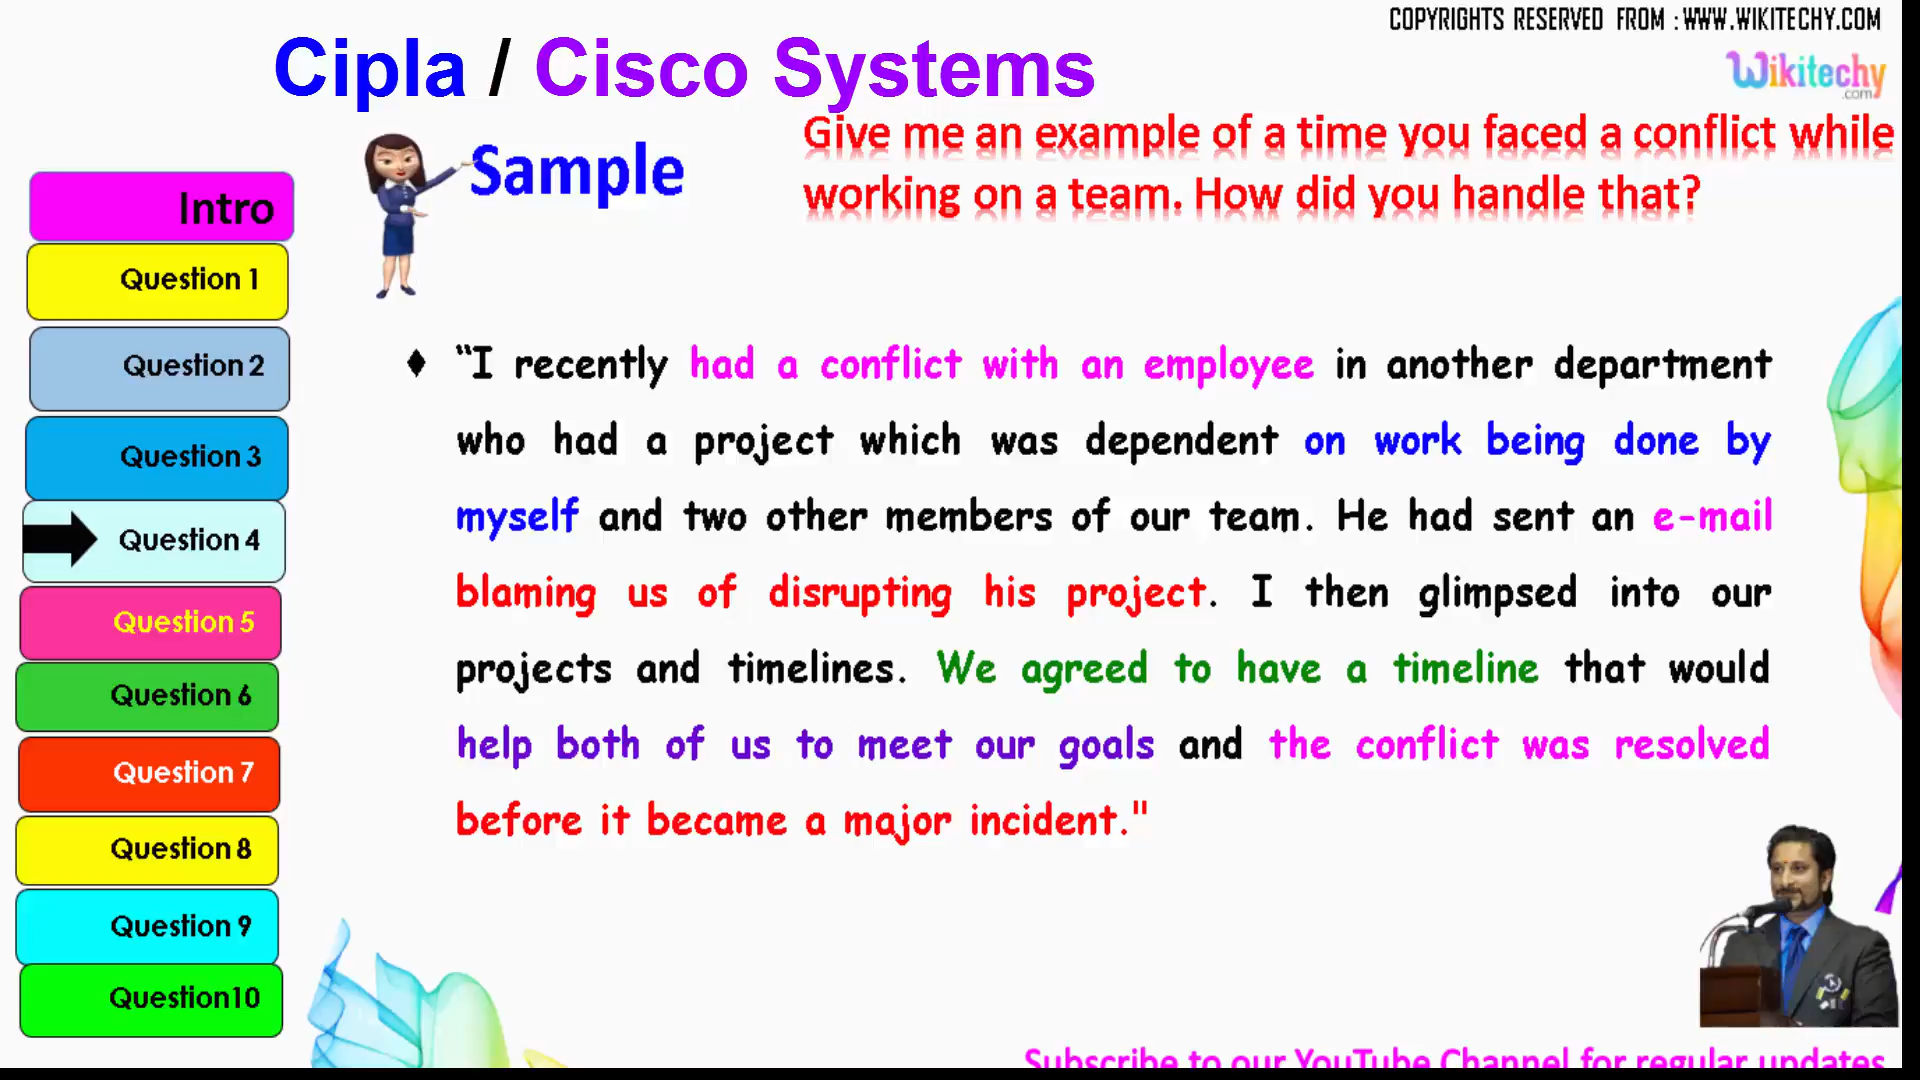 COPYRIGHTS RESERVED FROM : WWW.WIKITECHY.COM
Cipla / Cisco Systems
Wikitechy
.com
Sample
Give me an example of a time you faced a conflict while
working on a team. How did you handle that?
Intro
Question 1
Question 2
Question 3
Question 4
Question 5
Question 6
Question 7
Question 8
Question 9
Question10
♦ “I recently had a conflict with an employee in another department
who had a project which was dependent on work being done by
myself and two other members of our team. He had sent an e-mail
blaming us of disrupting his project. I then glimpsed into our
projects and timelines. We agreed to have a timeline that would
help both of us to meet our goals and the conflict was resolved
before it became a major incident."
Subscribe to our YouTube Channel for regular updates